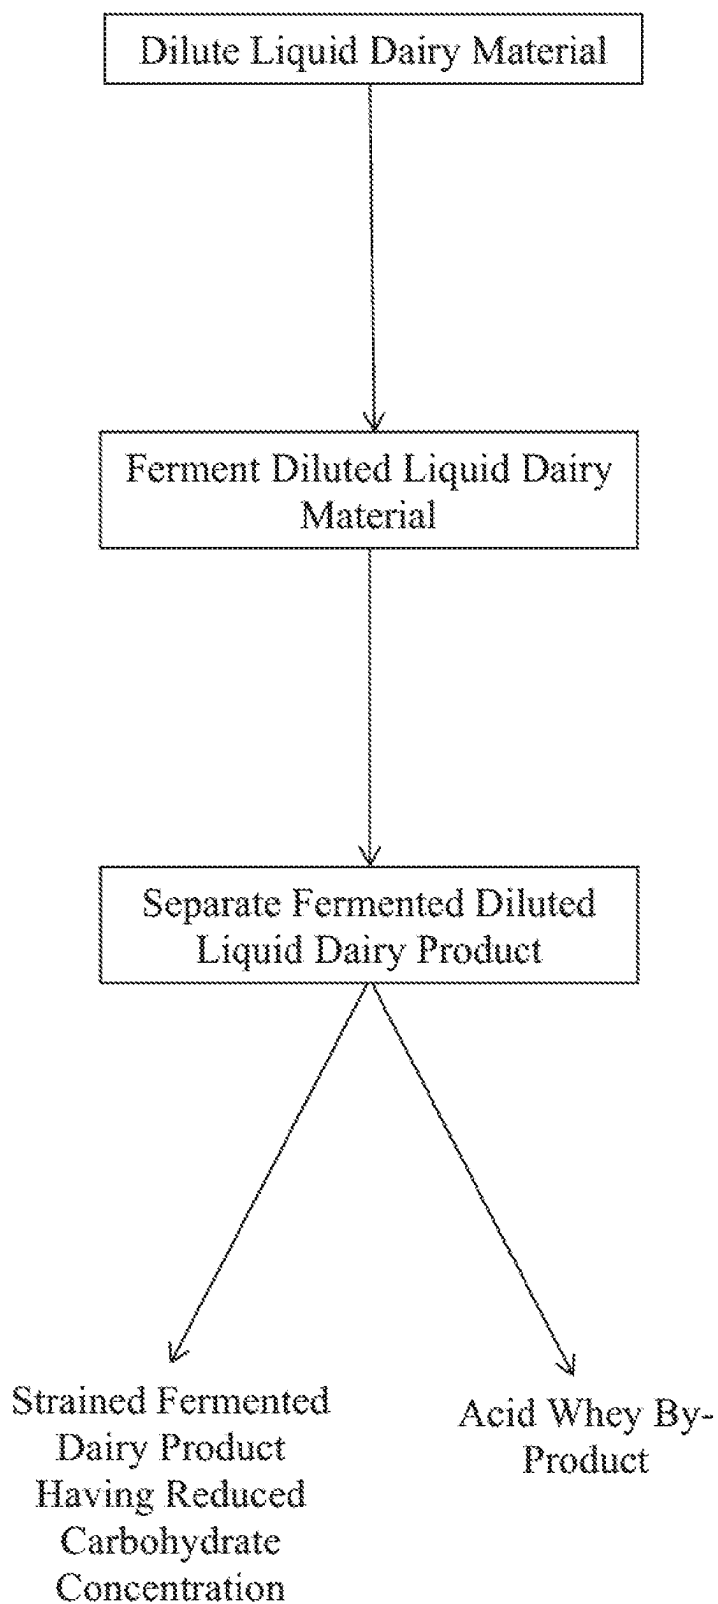 Dilute Liquid Dairy Material
Ferment Diluted Liquid Dairy
Material
Separate Fermented Diluted
Liquid Dairy Product
Strained Fermented
Dairy Product
Having Reduced
Carbohydrate
Concentration
Acid Whey By-
Product